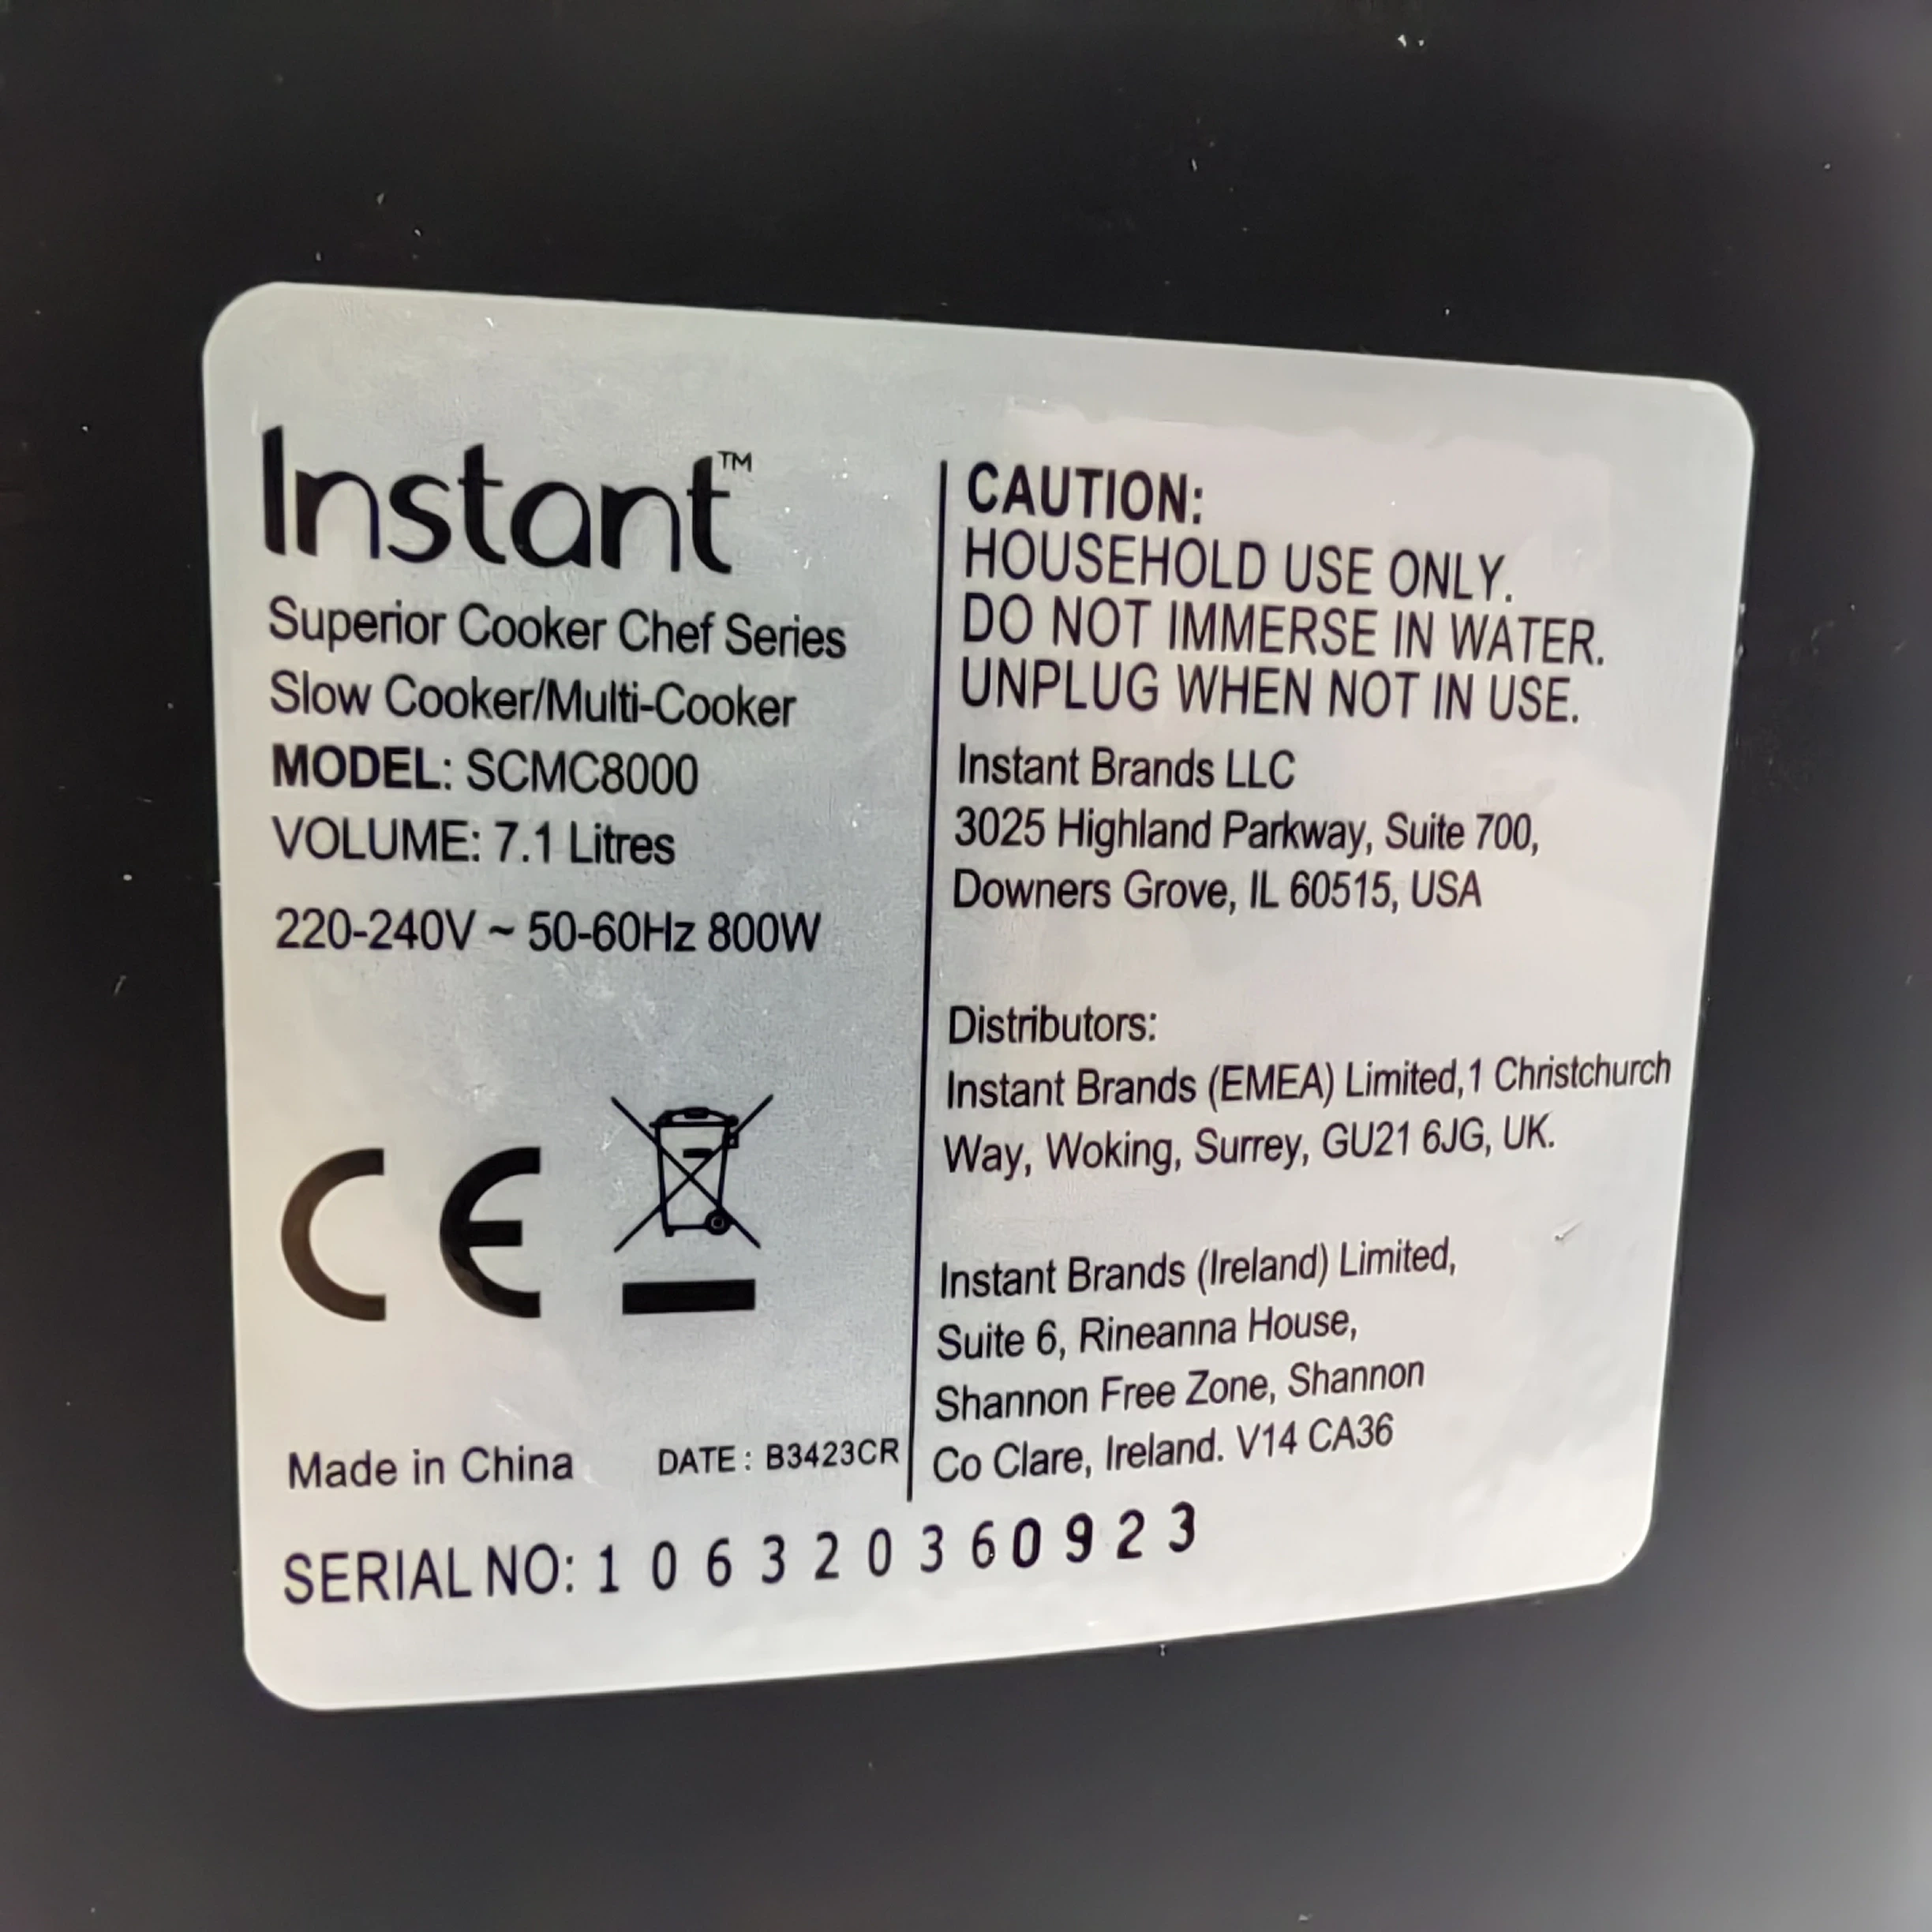 Instant™
Superior Cooker Chef Series
Slow Cooker/Multi-Cooker
MODEL: SCMC8000
VOLUME: 7.1 Litres
220-240V ~ 50-60Hz 800W
CE
Made in China
DATE : B3423CR
SERIAL NO: 1 0 6 3 2 0 3 6 0 9 2 3
CAUTION:
HOUSEHOLD USE ONLY.
DO NOT IMMERSE IN WATER.
UNPLUG WHEN NOT IN USE.
Instant Brands LLC
3025 Highland Parkway, Suite 700,
Downers Grove, IL 60515, USA
Distributors:
Instant Brands (EMEA) Limited,1 Christchurch
Way, Woking, Surrey, GU21 6JG, UK.
Instant Brands (Ireland) Limited,
Suite 6, Rineanna House,
Shannon Free Zone, Shannon
Co Clare, Ireland. V14 CA36